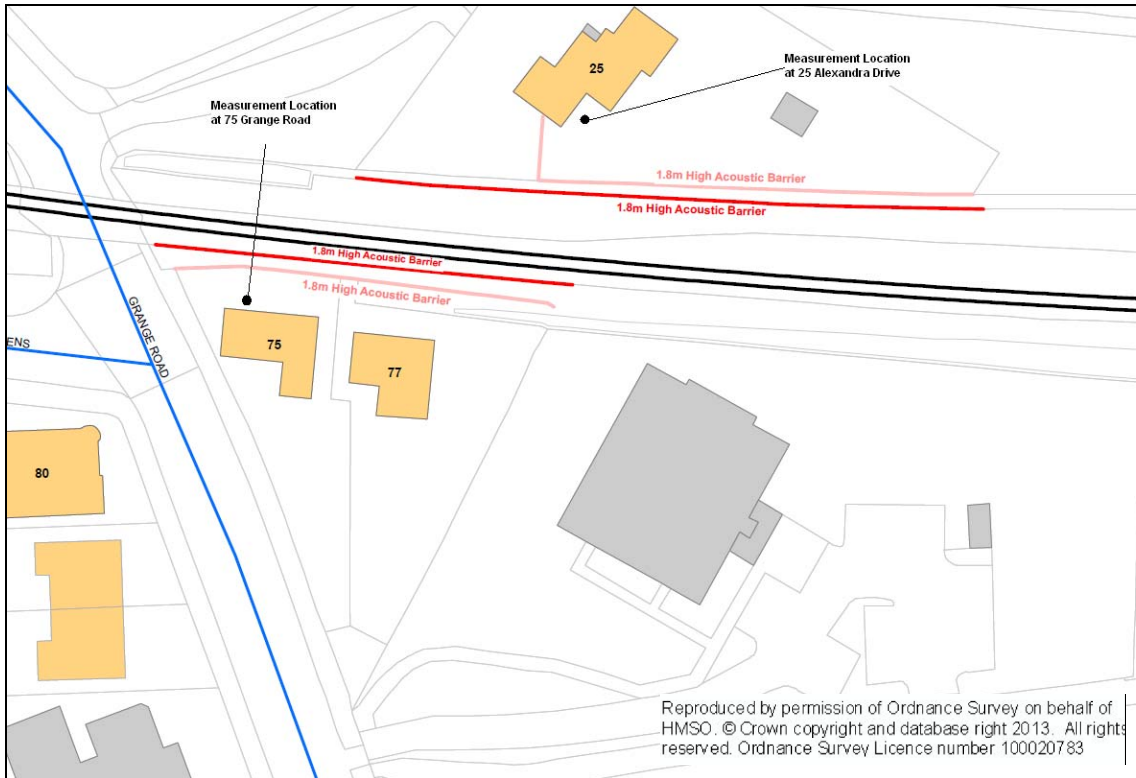 25
Measurement Location
at 25 Alexandra Drive
Measurement Location
at 75 Grange Road
1.8m High Acoustic Barrier
1.8m High Acoustic Barrier
1.8m High Acoustic Barrier
1.8m High Acoustic Barrier
GRANGE ROAD
ENS
75
77
80
Reproduced by permission of Ordnance Survey on behalf of
HMSO. © Crown copyright and database right 2013. All rights
reserved. Ordnance Survey Licence number 100020783